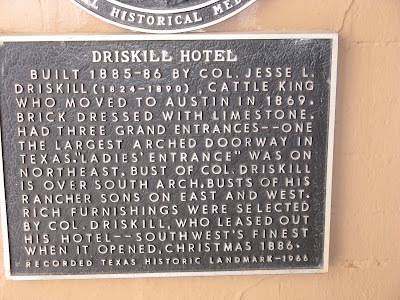 AL HISTORICAL MED
DRISKILL HOTEL
BUILT 1885-86 BY COL. JESSE L.
DRISKILL (1824-1890), CATTLE KING
WHO MOVED TO AUSTIN IN 1869.
BRICK DRESSED WITH LIMESTONE.
HAD THREE GRAND ENTRANCES--ONE
THE LARGEST ARCHED DOORWAY IN
TEXAS."LADIES' ENTRANCE" WAS ON
NORTHEAST. BUST OF COL. DRISKILL
IS OVER SOUTH ARCH. BUSTS OF HIS
RANCHER SONS ON EAST AND WEST.
RICH FURNISHINGS WERE SELECTED
BY COL. DRISKILL, WHO LEASED OUT
HIS HOTEL--SOUTHWEST'S FINEST
WHEN IT OPENED, CHRISTMAS 1886.
RECORDED TEXAS HISTORIC LANDMARK-1966